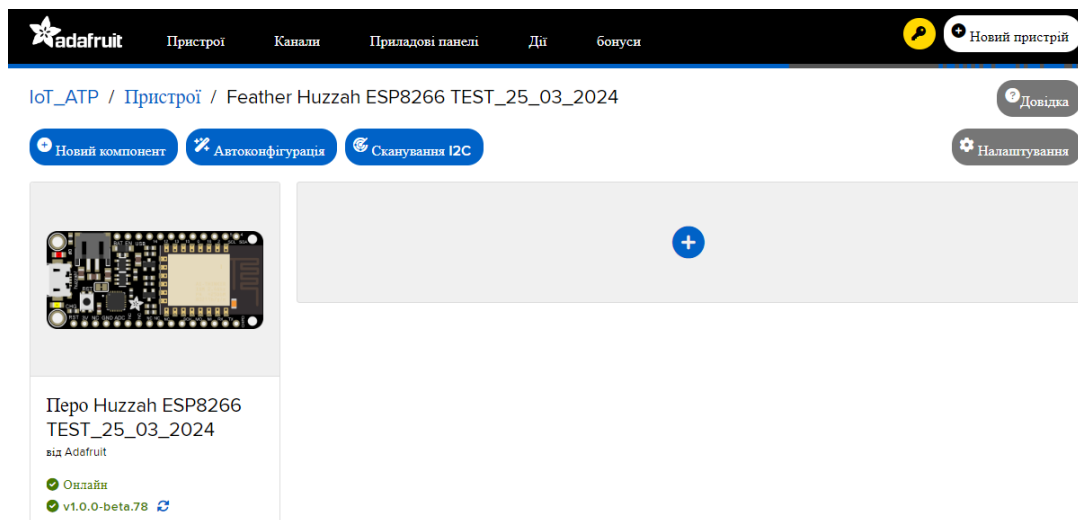 adafruit Пристрої Канали Приладові панелі Дії бонуси Новий пристрій
IoT_ATP / Пристрої / Feather Huzzah ESP8266 TEST_25_03_2024 Довідка
Новий компонент Автоконфігурація Сканування I2C Налаштування
Перо Huzzah ESP8266
TEST_25_03_2024
від Adafruit
Онлайн
v1.0.0-beta.78